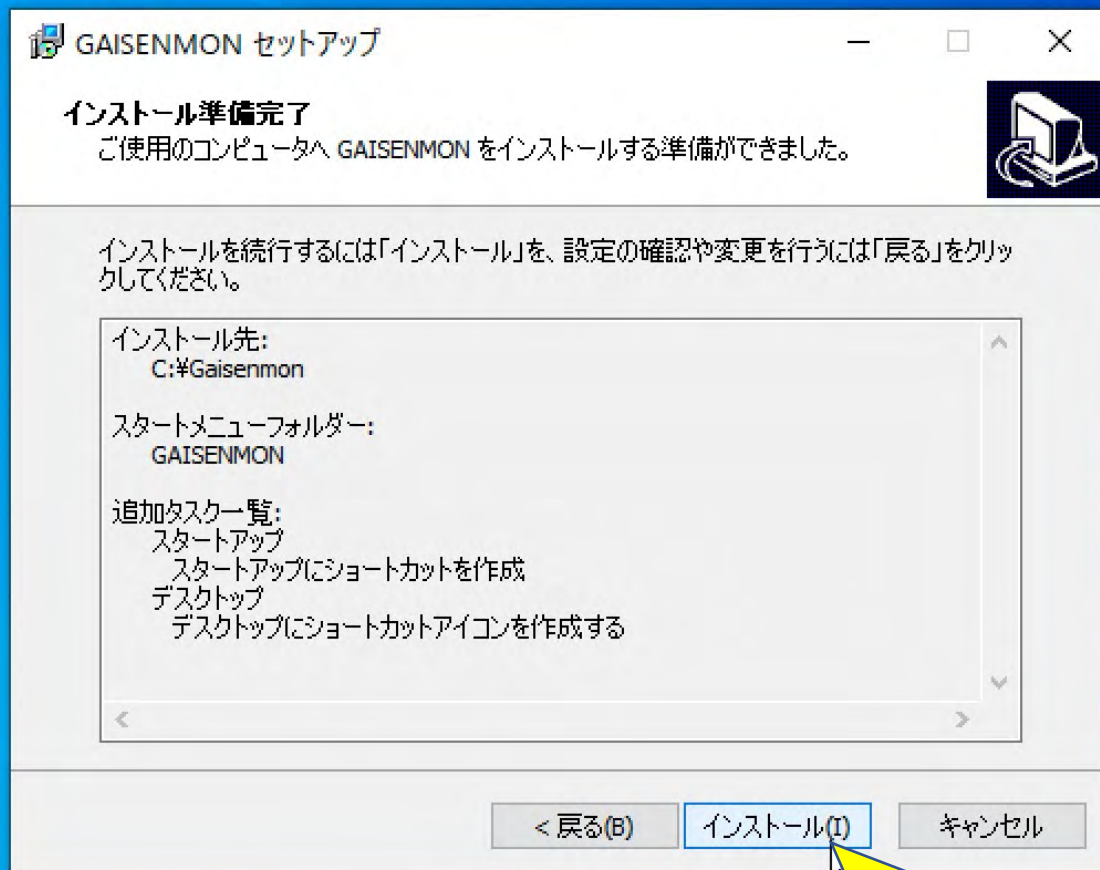 GAISENMON セットアップ
インストール準備完了
ご使用のコンピュータへ GAISENMON をインストールする準備ができました。
インストールを続行するには「インストール」を、設定の確認や変更を行うには「戻る」をクリッ
クしてください。
インストール先:
C:¥Gaisenmon
スタートメニューフォルダー:
GAISENMON
追加タスク一覧:
スタートアップ
スタートアップにショートカットを作成
デスクトップ
デスクトップにショートカットアイコンを作成する
< 戻る(B)
インストール(I)
キャンセル